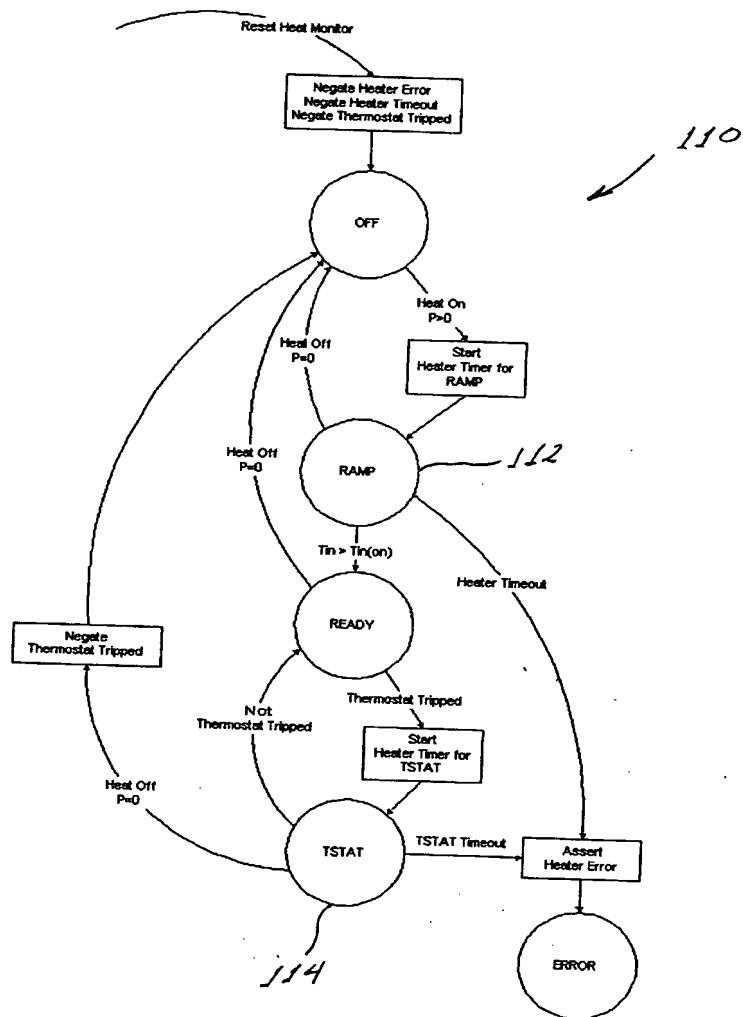 Reset Heat Monitor
Negate Heater Error
Negate Heater Timeout
Negate Thermostat Tripped
110
OFF
Heat On
P>0
Heat Off
P=0
Start
Heater Timer for
RAMP
Heat Off
P=0
RAMP
112
Tin > Tin(on)
Heater Timeout
READY
Negate
Thermostat Tripped
Thermostat Tripped
Not
Thermostat Tripped
Start
Heater Timer for
TSTAT
Heat Off
P=0
TSTAT
TSTAT Timeout
Assert
Heater Error
114
ERROR